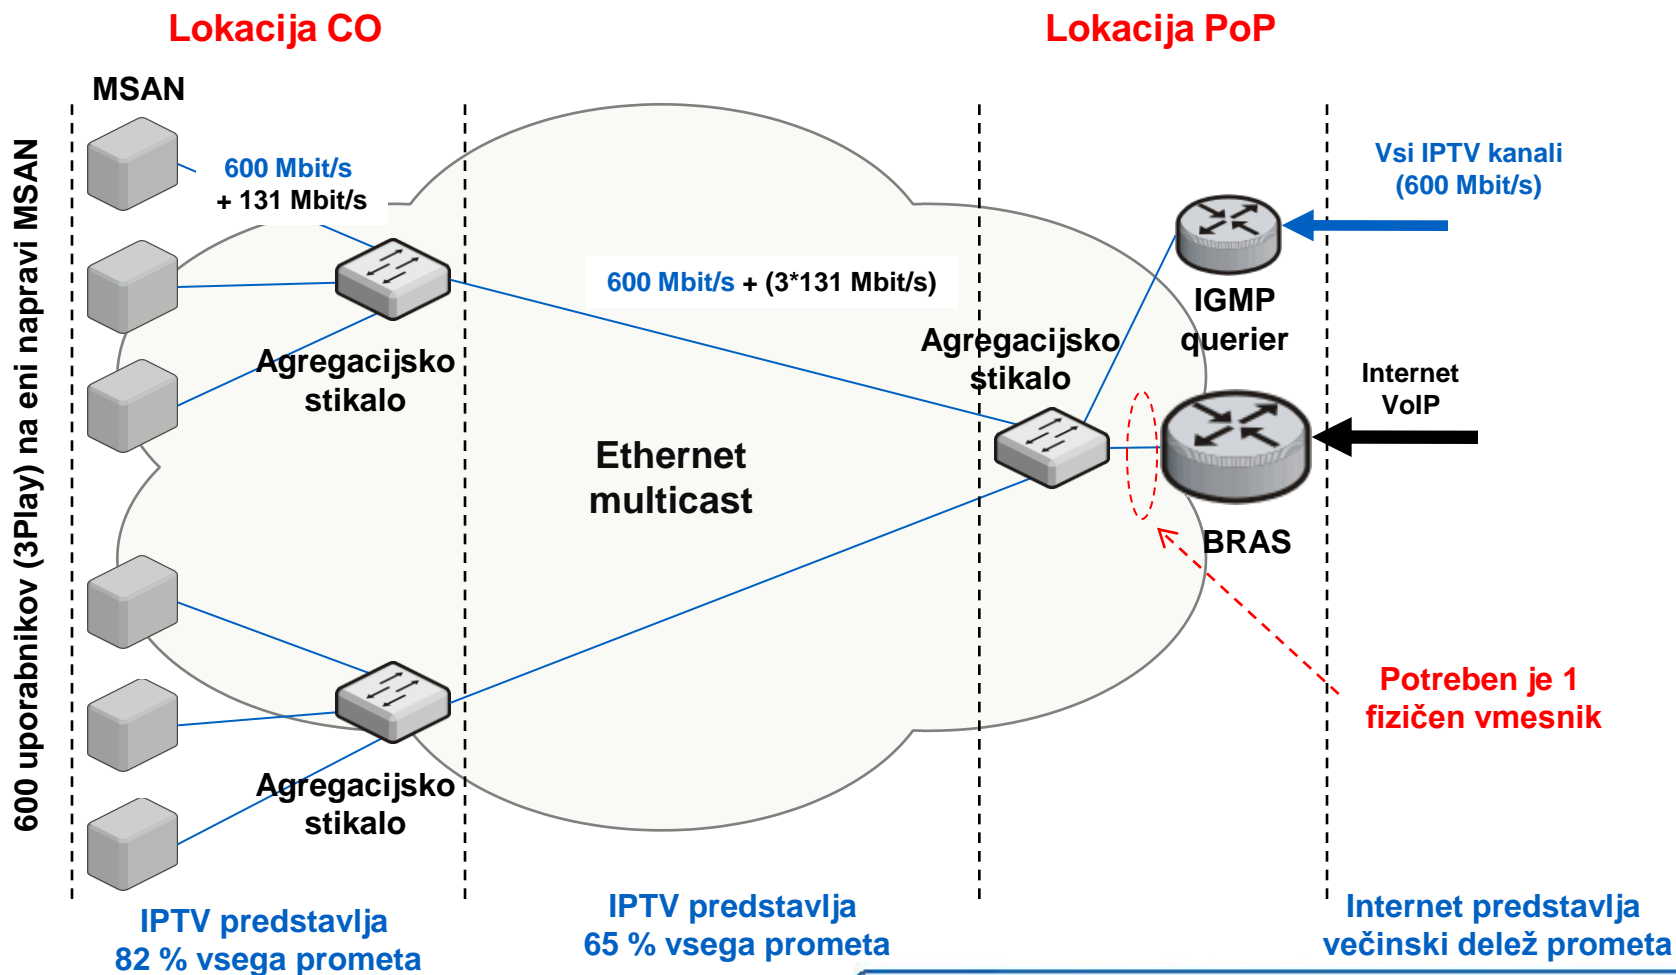 Lokacija CO
Lokacija PoP
MSAN
600 uporabnikov (3Play) na eni napravi MSAN
600 Mbit/s
+ 131 Mbit/s
Vsi IPTV kanali
(600 Mbit/s)
600 Mbit/s + (3*131 Mbit/s)
IGMP
querier
Agregacijsko
stikalo
Agregacijsko
stikalo
Internet
VoIP
Ethernet
multicast
BRAS
Potreben je 1
fizičen vmesnik
Agregacijsko
stikalo
IPTV predstavlja
82 % vsega prometa
IPTV predstavlja
65 % vsega prometa
Internet predstavlja
večinski delež prometa